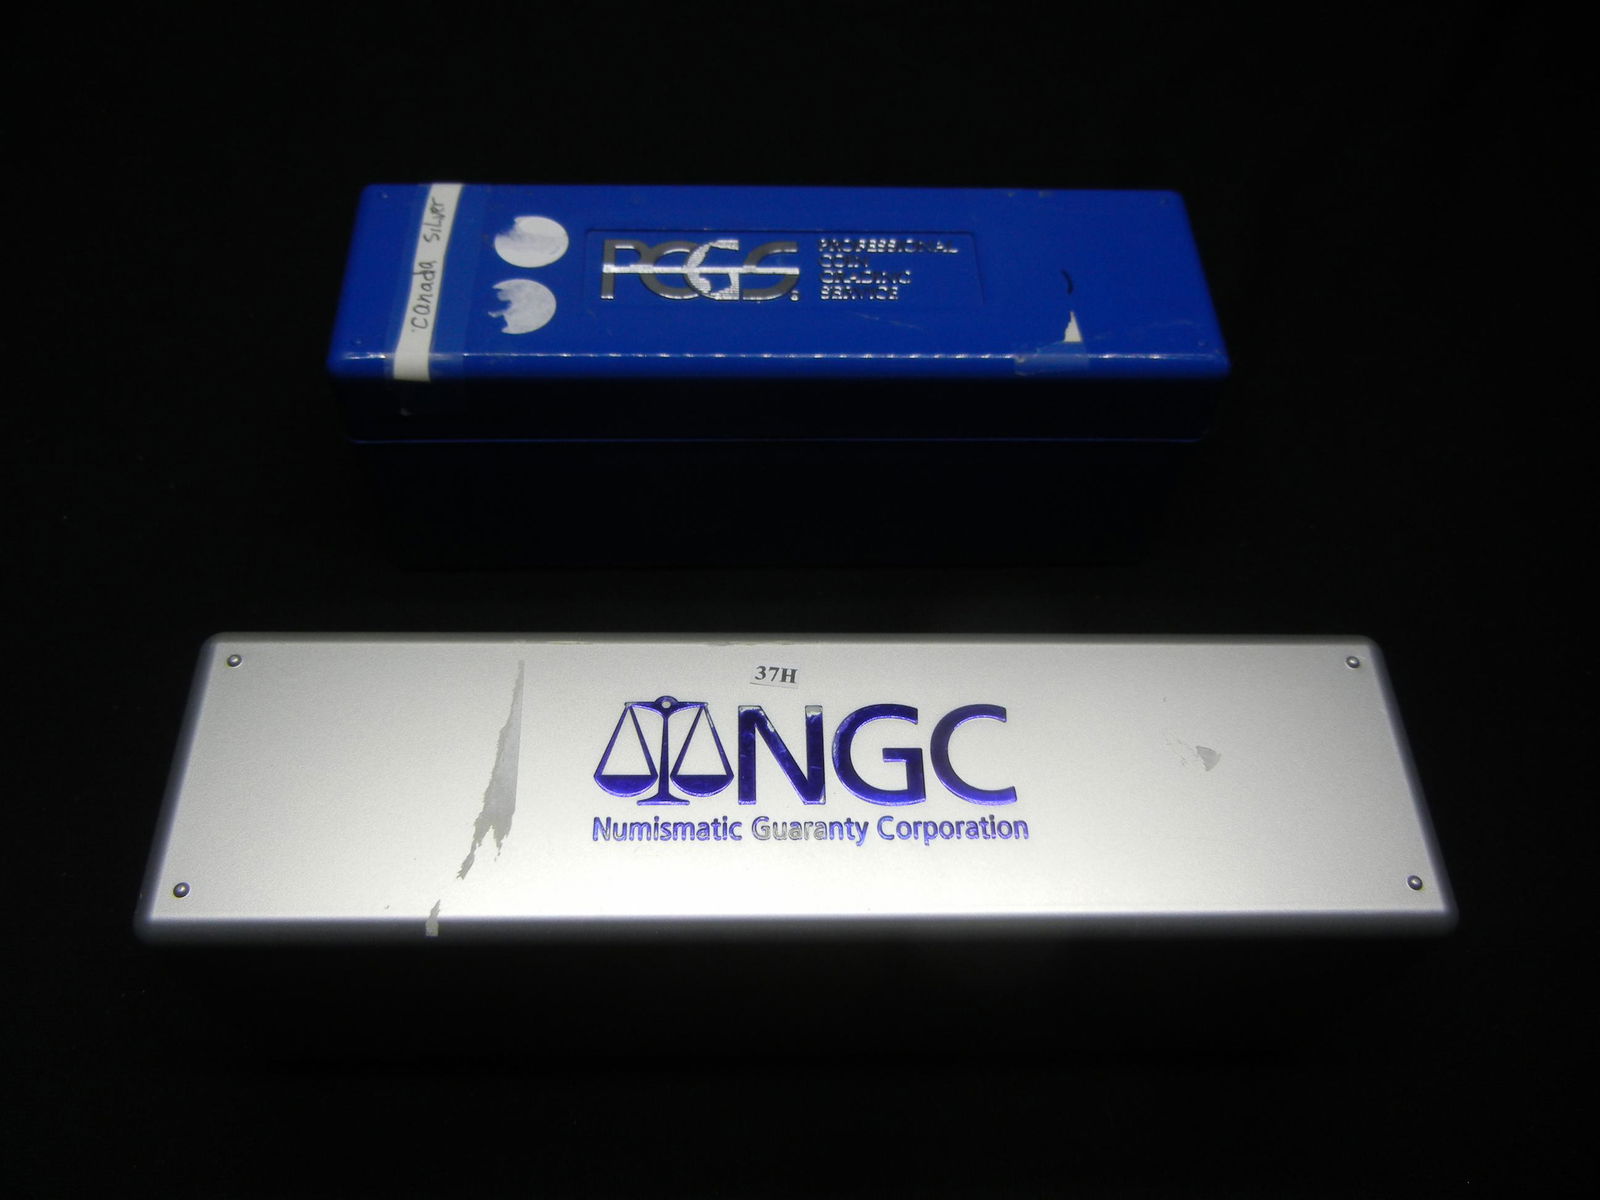 Canada Silver
PCGS
PROFESSIONAL
COIN
GRADING
SERVICE
37H
NGC
Numismatic Guaranty Corporation